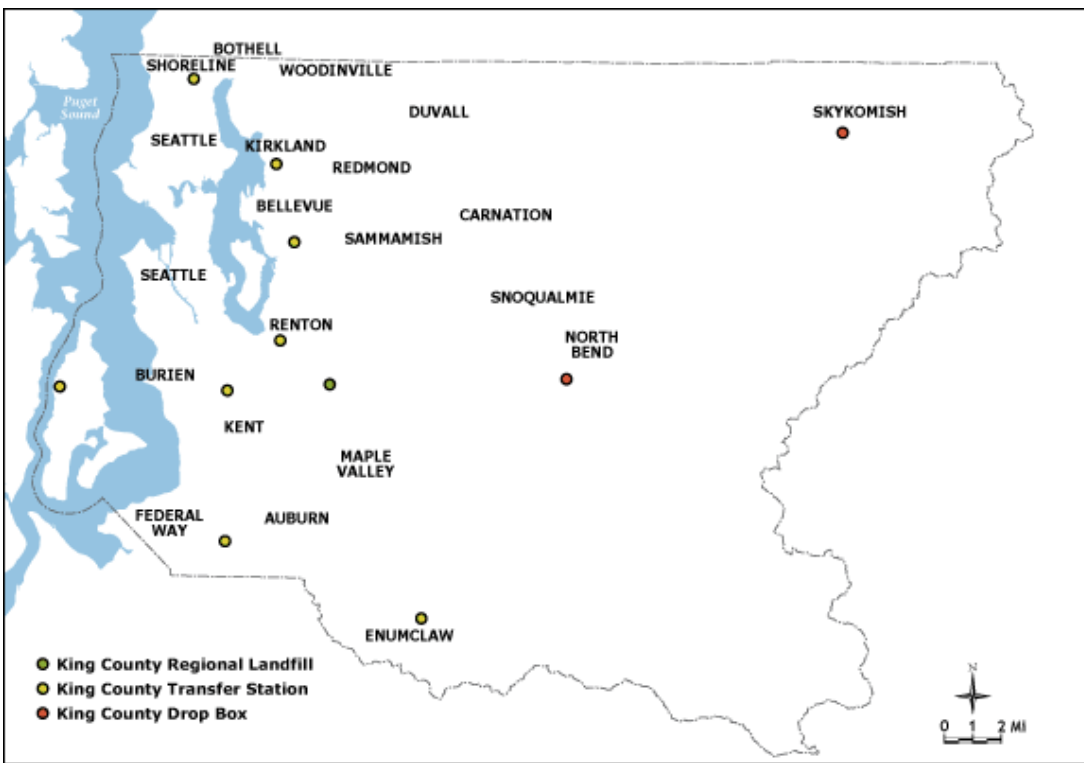 BOTHELL
SHORELINE
WOODINVILLE
Puget
Sound
DUVALL
SKYKOMISH
SEATTLE
KIRKLAND
REDMOND
BELLEVUE
CARNATION
SAMMAMISH
SEATTLE
SNOQUALMIE
RENTON
NORTH
BEND
BURIEN
KENT
MAPLE
VALLEY
FEDERAL
WAY
AUBURN
ENUMCLAW
King County Regional Landfill
King County Transfer Station
King County Drop Box
N
0 1 2 MI